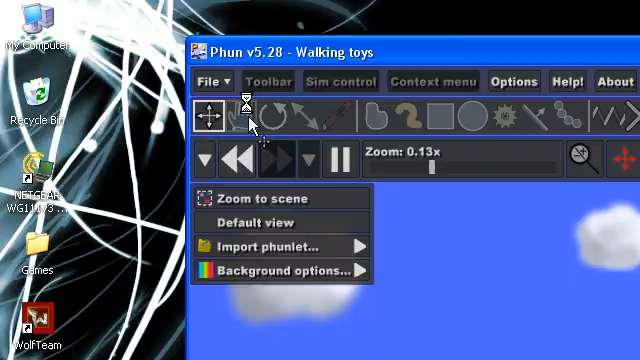 My Computer
Recycle Bin
NETGEAR
WG111v3 ...
Games
WolfTeam
Phun v5.28 - Walking toys
File Toolbar Sim control Context menu Options Help! About
Zoom: 0.13x
Zoom to scene
Default view
Import phunlet...
Background options...